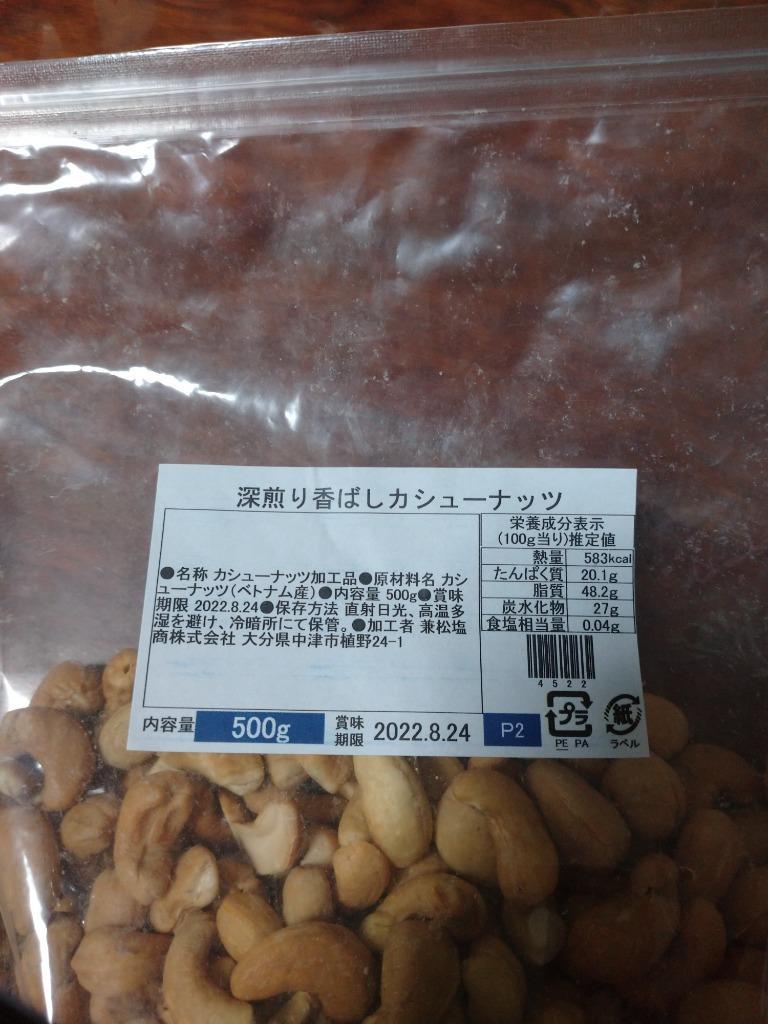 深煎り香ばしカシューナッツ
●名称 カシューナッツ加工品●原材料名 カシ
ューナッツ(ベトナム産)●内容量 500g●賞味
期限 2022.8.24●保存方法 直射日光、高温多
湿を避け、冷暗所にて保管。●加工者 兼松塩
商株式会社 大分県中津市植野24-1
栄養成分表示
(100g当り)推定値
熱量 583kcal
たんぱく質 20.1g
脂質 48.2g
炭水化物 27g
食塩相当量 0.04g
4522
プラ
PE PA
紙
ラベル
内容量 500g 賞味期限 2022.8.24 P2